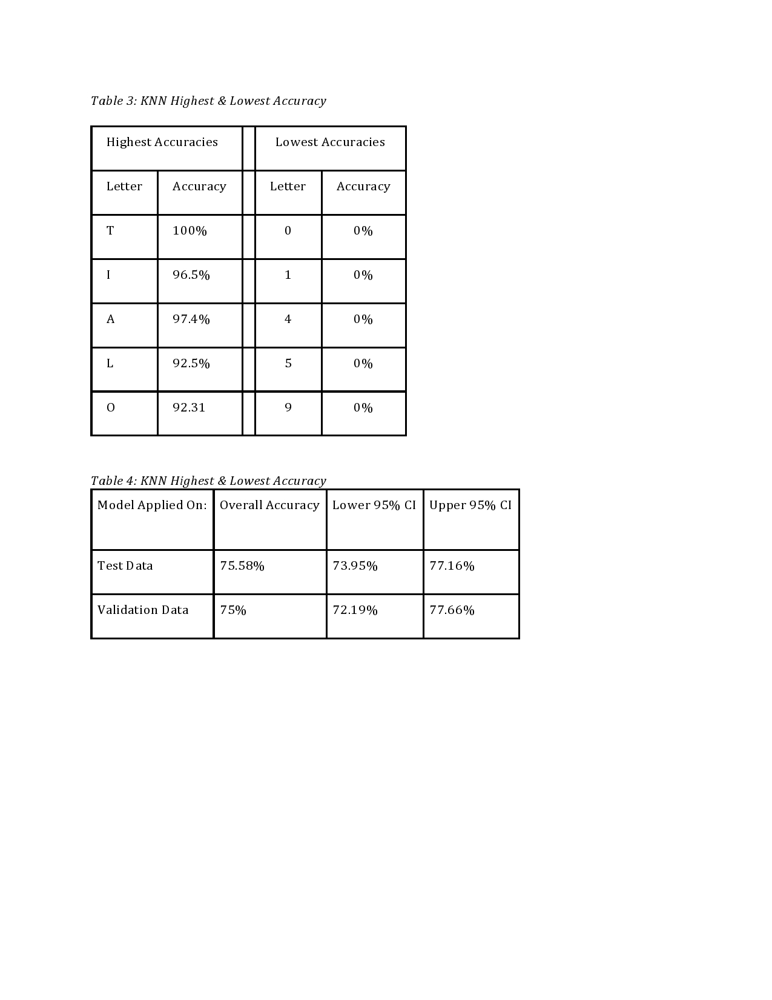 Table 3: KNN Highest & Lowest Accuracy
Highest Accuracies Lowest Accuracies
Letter Accuracy Letter Accuracy
T 100% 0 0%
I 96.5% 1 0%
A 97.4% 4 0%
L 92.5% 5 0%
O 92.31 9 0%
Table 4: KNN Highest & Lowest Accuracy
Model Applied On: Overall Accuracy Lower 95% CI Upper 95% CI
Test Data 75.58% 73.95% 77.16%
Validation Data 75% 72.19% 77.66%